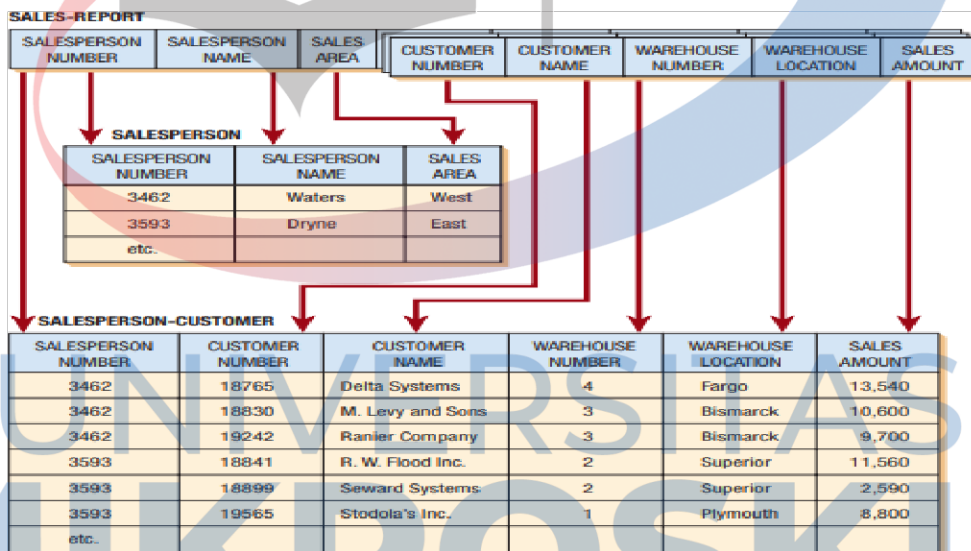 SALES-REPORT
SALESPERSON NUMBER SALESPERSON NAME SALES AREA CUSTOMER NUMBER CUSTOMER NAME WAREHOUSE NUMBER WAREHOUSE LOCATION SALES AMOUNT
SALESPERSON
SALESPERSON NUMBER SALESPERSON NAME SALES AREA
3462 Waters West
3593 Dryne East
etc.
SALESPERSON-CUSTOMER
SALESPERSON NUMBER CUSTOMER NUMBER CUSTOMER NAME WAREHOUSE NUMBER WAREHOUSE LOCATION SALES AMOUNT
3462 18765 Delta Systems 4 Fargo 13,540
3462 18830 M. Levy and Sons 3 Bismarck 10,600
3462 19242 Ranier Company 3 Bismarck 9,700
3593 18841 R. W. Flood Inc. 2 Superior 11,560
3593 18899 Seward Systems 2 Superior 2,590
3593 19565 Stodola's Inc. 1 Plymouth 8,800
etc.
UNIVERSITAS